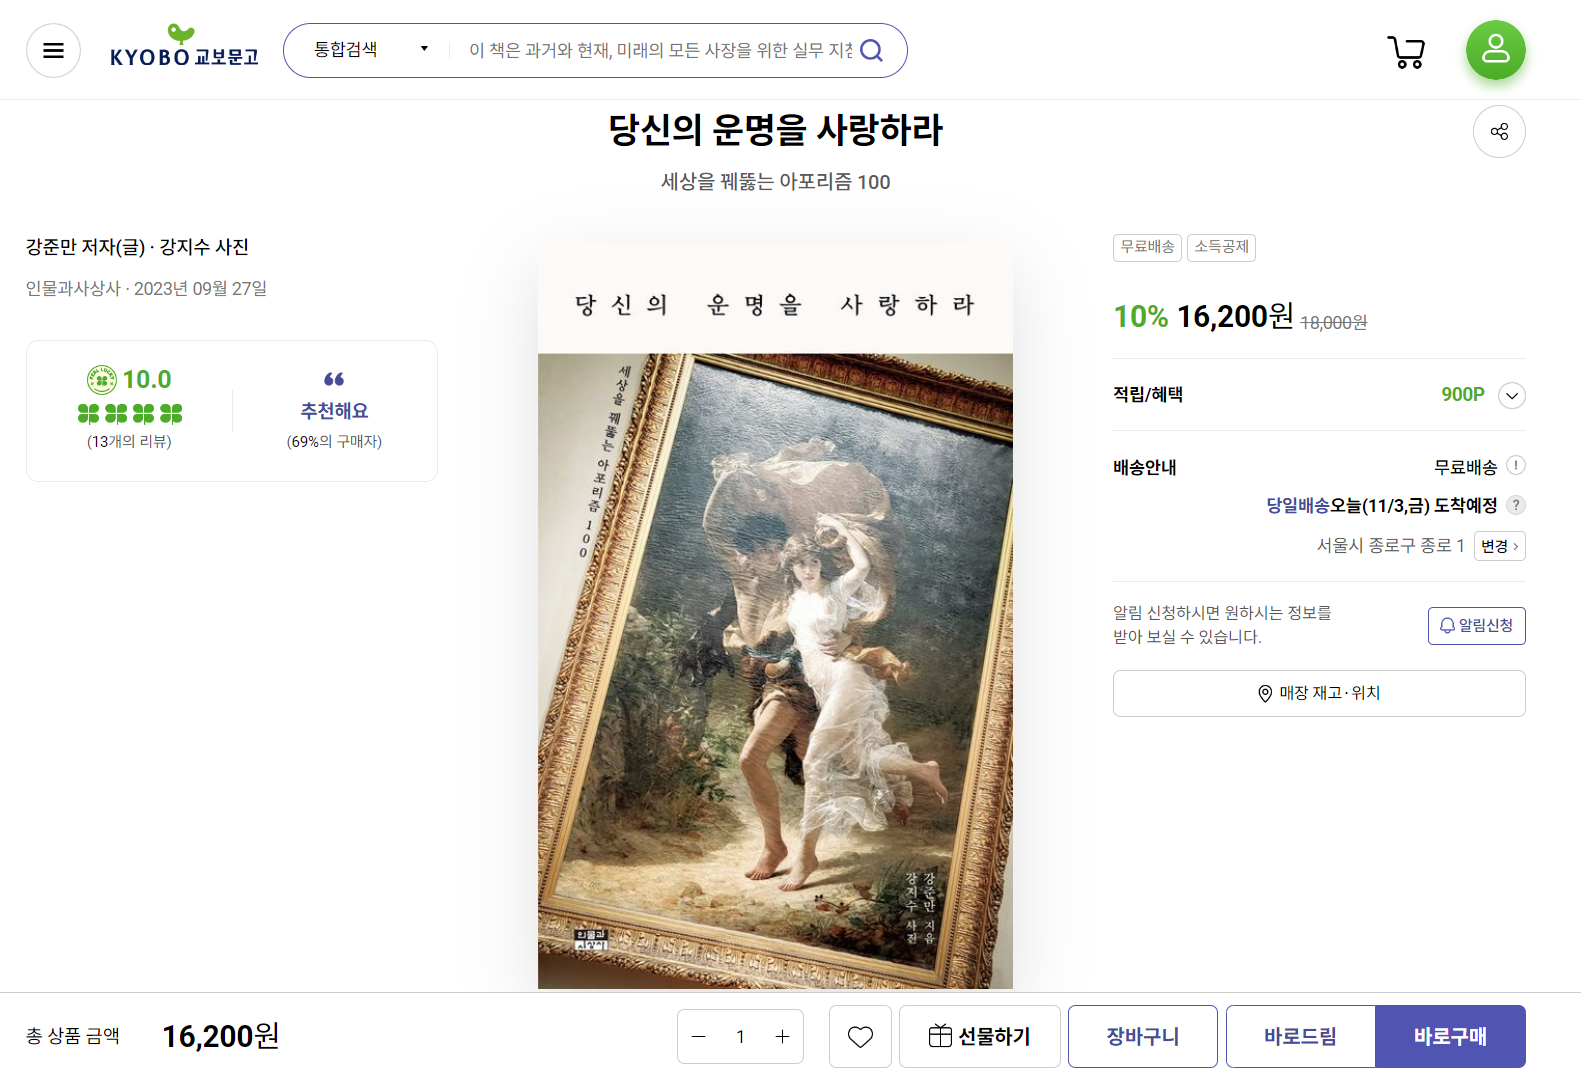 KYOBO 교보문고
통합검색
이 책은 과거와 현재, 미래의 모든 사장을 위한 실무 지침
당신의 운명을 사랑하라
세상을 꿰뚫는 아포리즘 100
강준만 저자(글) · 강지수 사진
인물과사상사 · 2023년 09월 27일
FEEL LUCKY
10.0
(13개의 리뷰)
추천해요
(69%의 구매자)
당신의 운명을 사랑하라
세상을 꿰뚫는 아포리즘 100
강준만 지음
강지수 사진
인물과
사상사
무료배송
소득공제
10% 16,200원 18,000원
적립/혜택
900P
배송안내
무료배송 !
당일배송오늘(11/3,금) 도착예정 ?
서울시 종로구 종로 1
변경 >
알림 신청하시면 원하시는 정보를
받아 보실 수 있습니다.
알림신청
매장 재고·위치
총 상품 금액
16,200원
1
선물하기
장바구니
바로드림
바로구매